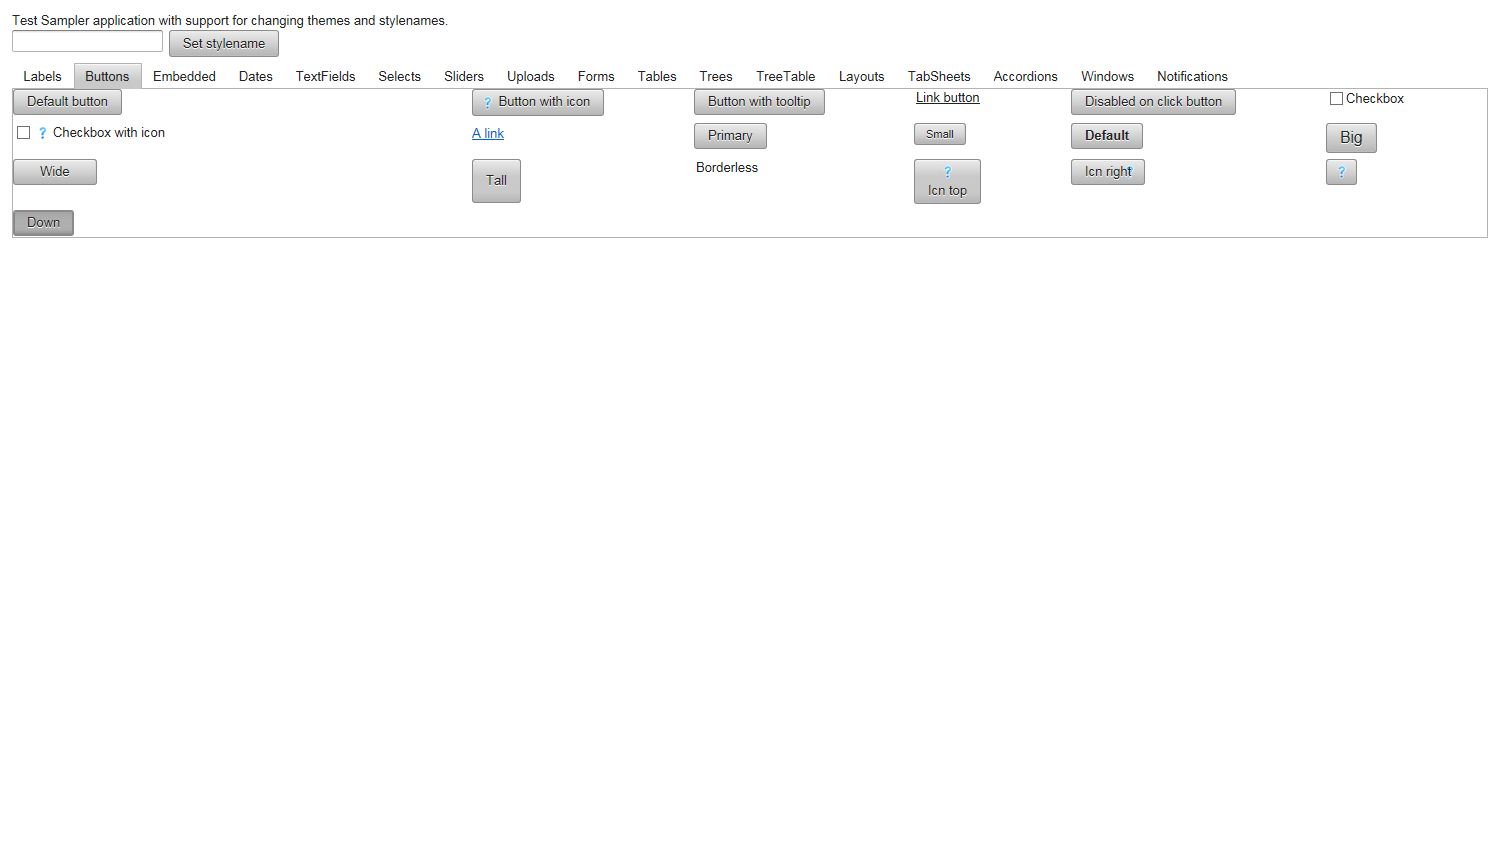 Test Sampler application with support for changing themes and stylenames.
Set stylename
Labels Buttons Embedded Dates TextFields Selects Sliders Uploads Forms Tables Trees TreeTable Layouts TabSheets Accordions Windows Notifications
Default button ? Button with icon Button with tooltip Link button Disabled on click button Checkbox
? Checkbox with icon A link Primary Small Default Big
Wide Tall Borderless ? Icn top Icn right ?
Down